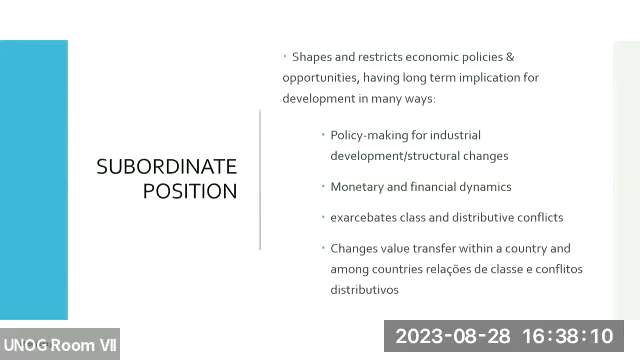 • Shapes and restricts economic policies &
opportunities, having long term implication for
development in many ways:
SUBORDINATE
POSITION
• Policy-making for industrial
development/structural changes
• Monetary and financial dynamics
• exarcebates class and distributive conflicts
• Changes value transfer within a country and
among countries relações de classe e conflitos
distributivos
UNOG Room VII
2023-08-28 16:38:10